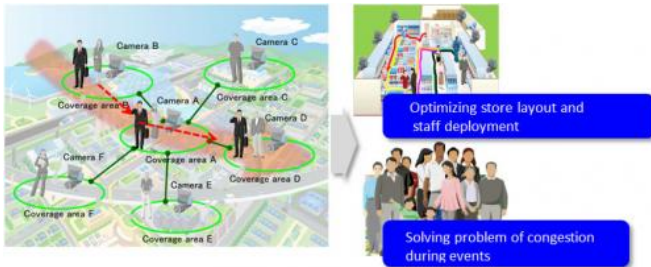 Camera B
Camera C
Coverage area B
Camera A
Coverage area C
Camera D
Camera F
Coverage area A
Camera E
Coverage area D
Coverage area F
Coverage area E
Optimizing store layout and
staff deployment
Solving problem of congestion
during events